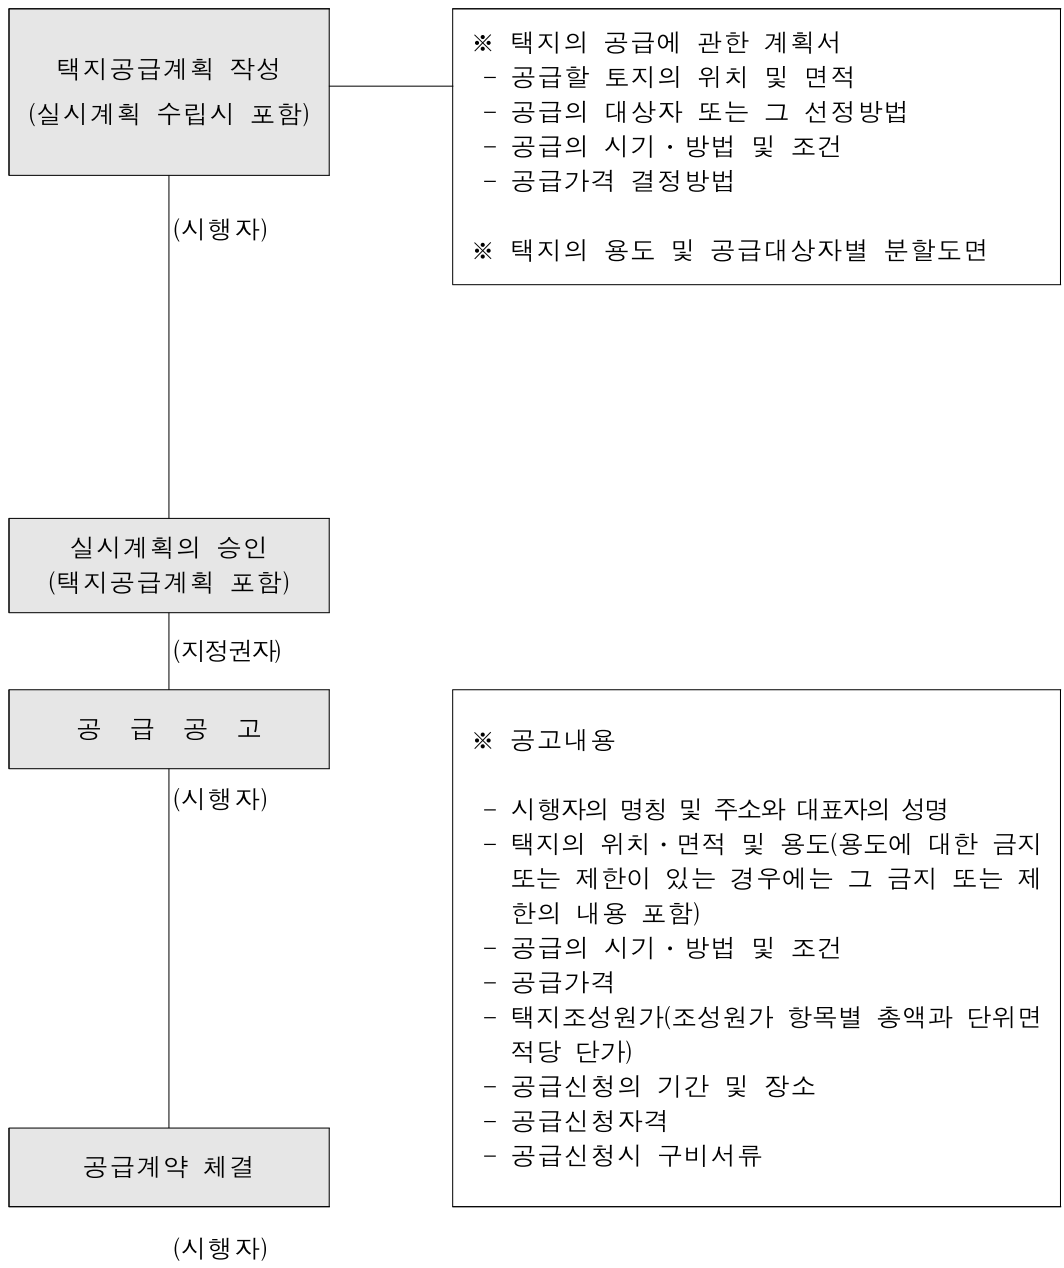 택지공급계획 작성
(실시계획 수립시 포함)
※ 택지의 공급에 관한 계획서
- 공급할 토지의 위치 및 면적
- 공급의 대상자 또는 그 선정방법
- 공급의 시기·방법 및 조건
- 공급가격 결정방법
※ 택지의 용도 및 공급대상자별 분할도면
(시행자)
실시계획의 승인
(택지공급계획 포함)
(지정권자)
공 급 공 고
(시행자)
※ 공고내용
- 시행자의 명칭 및 주소와 대표자의 성명
- 택지의 위치·면적 및 용도(용도에 대한 금지
또는 제한이 있는 경우에는 그 금지 또는 제
한의 내용 포함)
- 공급의 시기·방법 및 조건
- 공급가격
- 택지조성원가(조성원가 항목별 총액과 단위면
적당 단가)
- 공급신청의 기간 및 장소
- 공급신청자격
- 공급신청시 구비서류
공급계약 체결
(시행자)